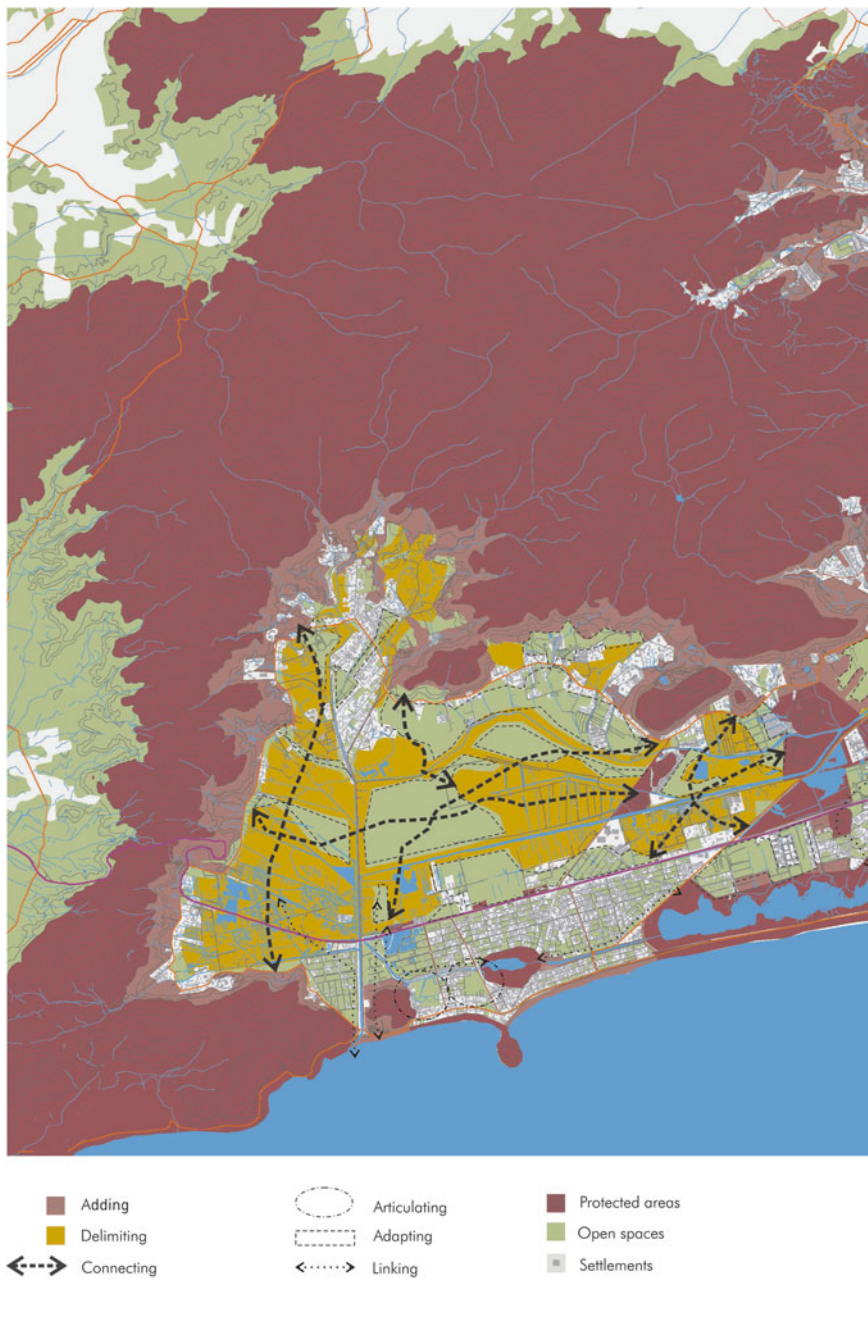 Adding
Delimiting
Connecting
Articulating
Adapting
Linking
Protected areas
Open spaces
Settlements